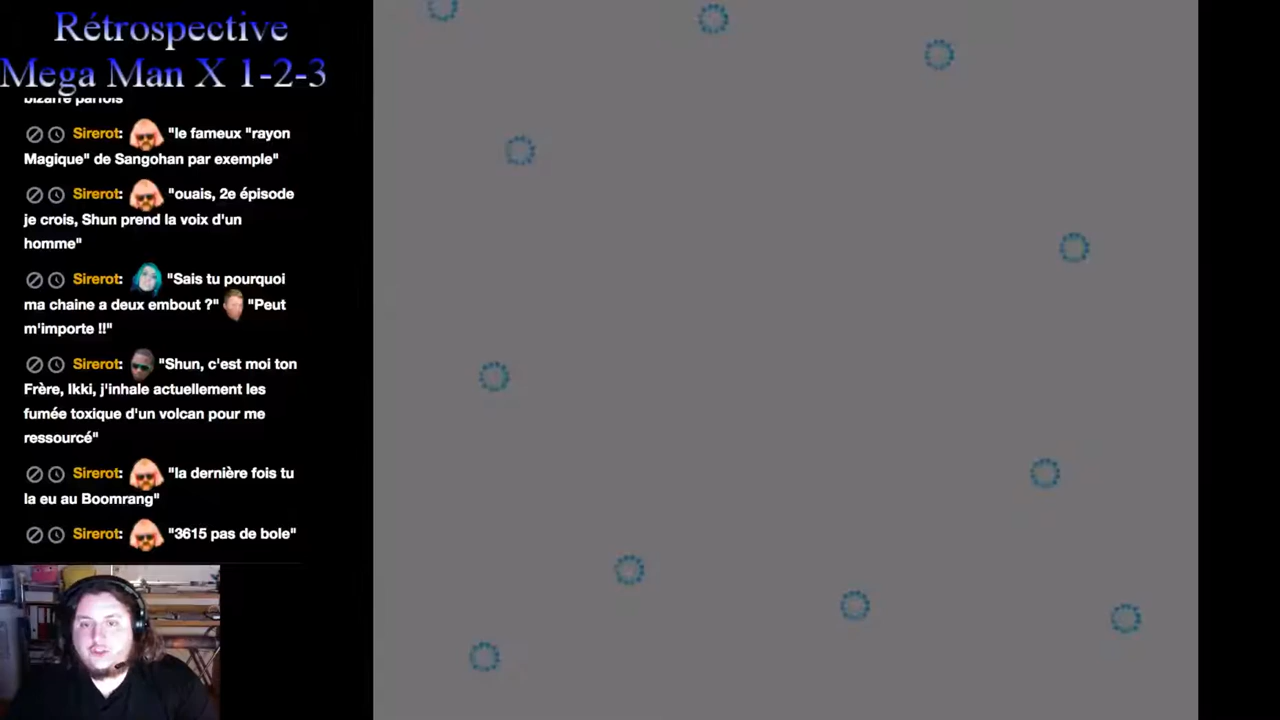 Rétrospective
Mega Man X 1-2-3
bizarre parfois
Sirerot: "le fameux "rayon
Magique" de Sangohan par exemple"
Sirerot: "ouais, 2e épisode
je crois, Shun prend la voix d'un
homme"
Sirerot: "Sais tu pourquoi
ma chaine a deux embout ?" "Peut
m'importe !!"
Sirerot: "Shun, c'est moi ton
Frère, Ikki, j'inhale actuellement les
fumée toxique d'un volcan pour me
ressourcé"
Sirerot: "la dernière fois tu
la eu au Boomrang"
Sirerot: "3615 pas de bole"